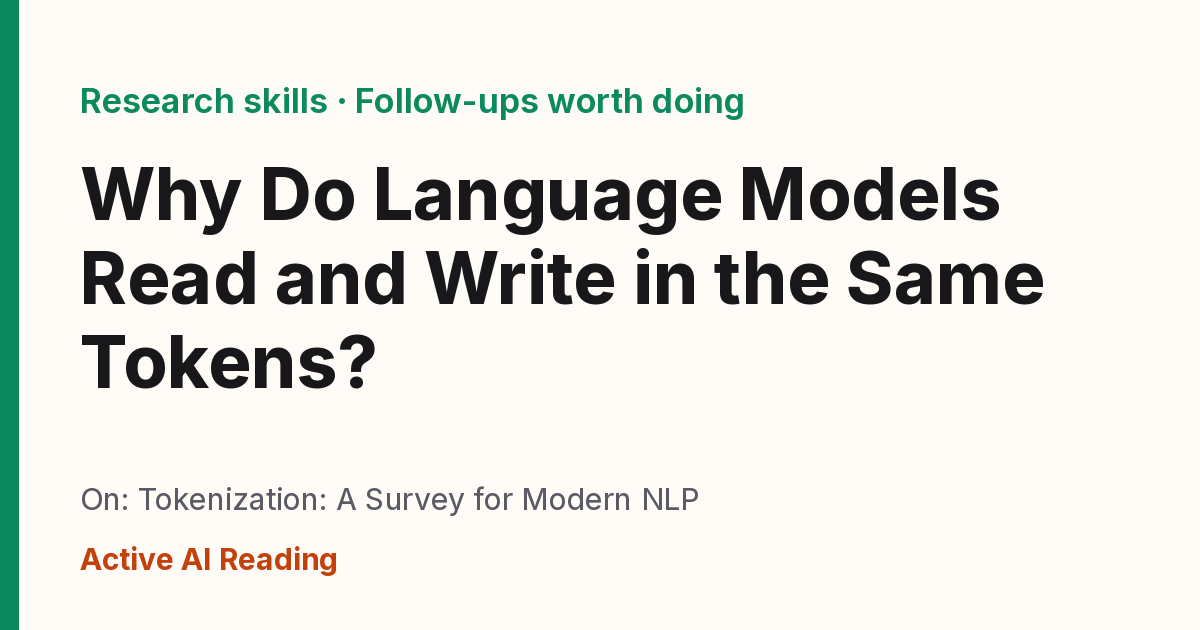 Research skills · Follow-ups worth doing
Why Do Language Models
Read and Write in the Same
Tokens?
On: Tokenization: A Survey for Modern NLP
Active AI Reading